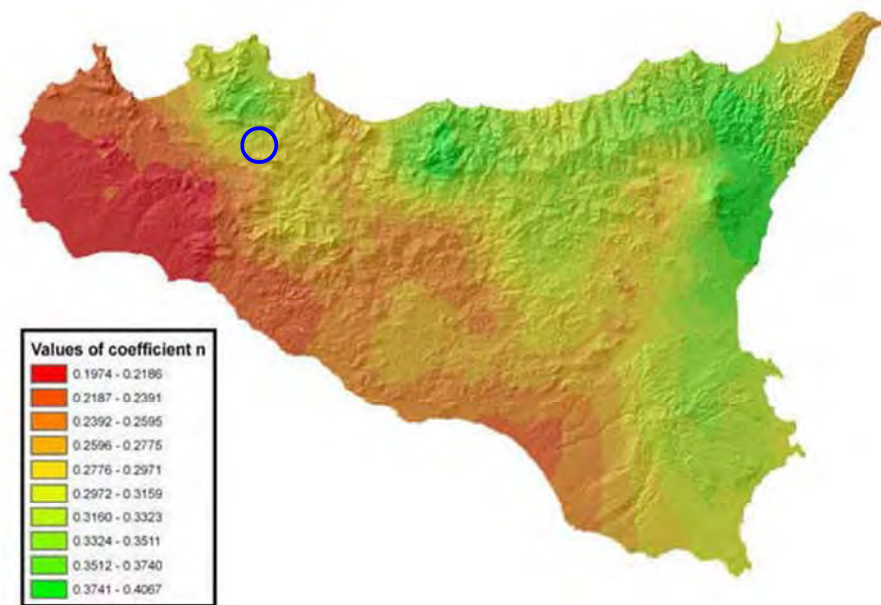 Values of coefficient n
0.1974 - 0.2186
0.2187 - 0.2391
0.2392 - 0.2595
0.2596 - 0.2775
0.2776 - 0.2971
0.2972 - 0.3159
0.3160 - 0.3323
0.3324 - 0.3511
0.3512 - 0.3740
0.3741 - 0.4067